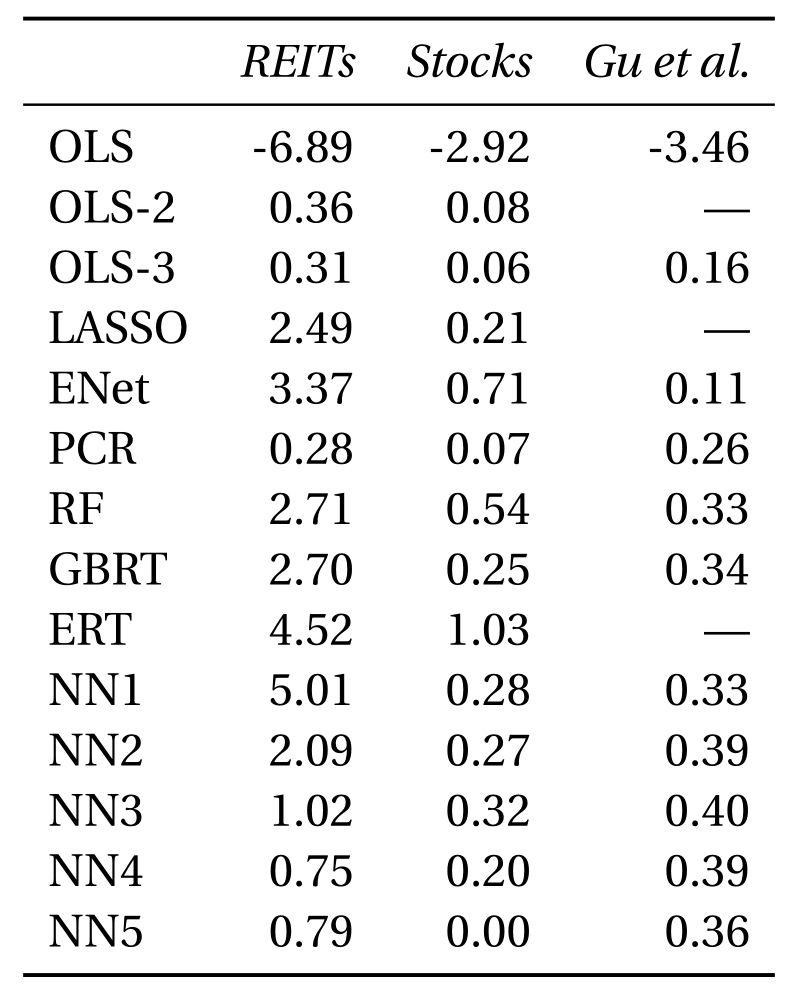 REITs Stocks Gu et al.
OLS -6.89 -2.92 -3.46
OLS-2 0.36 0.08 —
OLS-3 0.31 0.06 0.16
LASSO 2.49 0.21 —
ENet 3.37 0.71 0.11
PCR 0.28 0.07 0.26
RF 2.71 0.54 0.33
GBRT 2.70 0.25 0.34
ERT 4.52 1.03 —
NN1 5.01 0.28 0.33
NN2 2.09 0.27 0.39
NN3 1.02 0.32 0.40
NN4 0.75 0.20 0.39
NN5 0.79 0.00 0.36